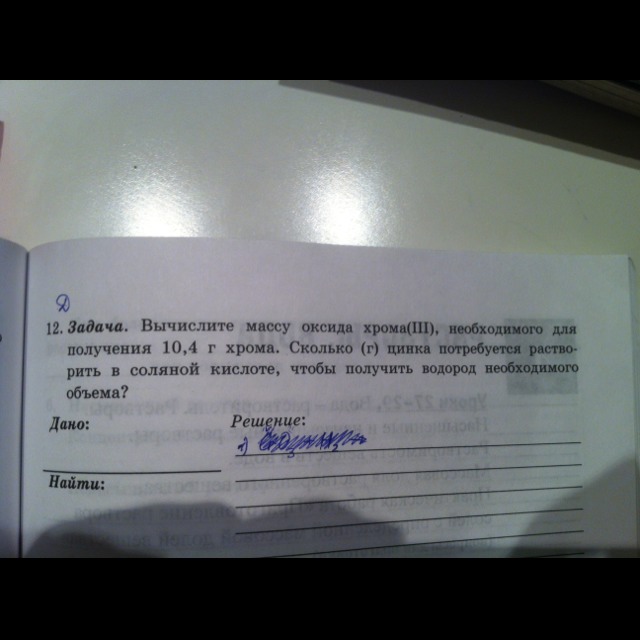 Д
12. Задача. Вычислите массу оксида хрома(III), необходимого для
получения 10,4 г хрома. Сколько (г) цинка потребуется раство-
рить в соляной кислоте, чтобы получить водород необходимого
объема?
Дано: Решение:
Найти: